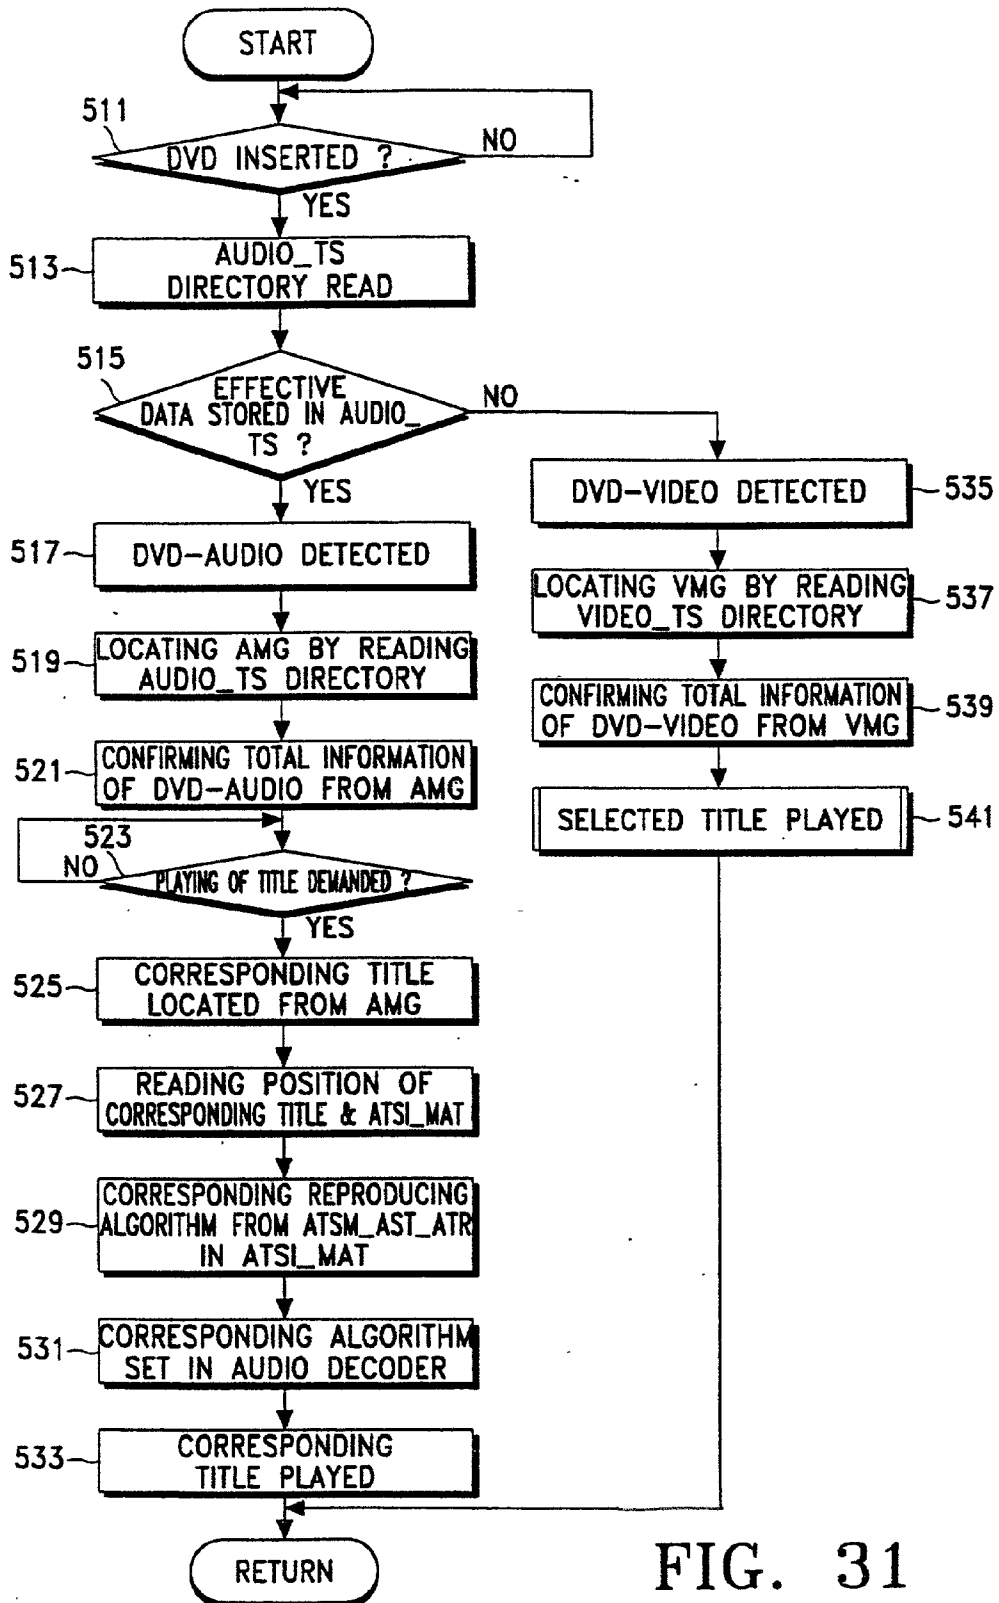 START
511
DVD INSERTED ?
NO
YES
513
AUDIO_TS
DIRECTORY READ
515
EFFECTIVE
DATA STORED IN AUDIO_
TS ?
NO
YES
517
DVD-AUDIO DETECTED
519
LOCATING AMG BY READING
AUDIO_TS DIRECTORY
521
CONFIRMING TOTAL INFORMATION
OF DVD-AUDIO FROM AMG
523
NO
PLAYING OF TITLE DEMANDED ?
YES
525
CORRESPONDING TITLE
LOCATED FROM AMG
527
READING POSITION OF
CORRESPONDING TITLE & ATSI_MAT
529
CORRESPONDING REPRODUCING
ALGORITHM FROM ATSM_AST_ATR
IN ATSI_MAT
531
CORRESPONDING ALGORITHM
SET IN AUDIO DECODER
533
CORRESPONDING
TITLE PLAYED
RETURN
DVD-VIDEO DETECTED
535
LOCATING VMG BY READING
VIDEO_TS DIRECTORY
537
CONFIRMING TOTAL INFORMATION
OF DVD-VIDEO FROM VMG
539
SELECTED TITLE PLAYED
541
FIG. 31